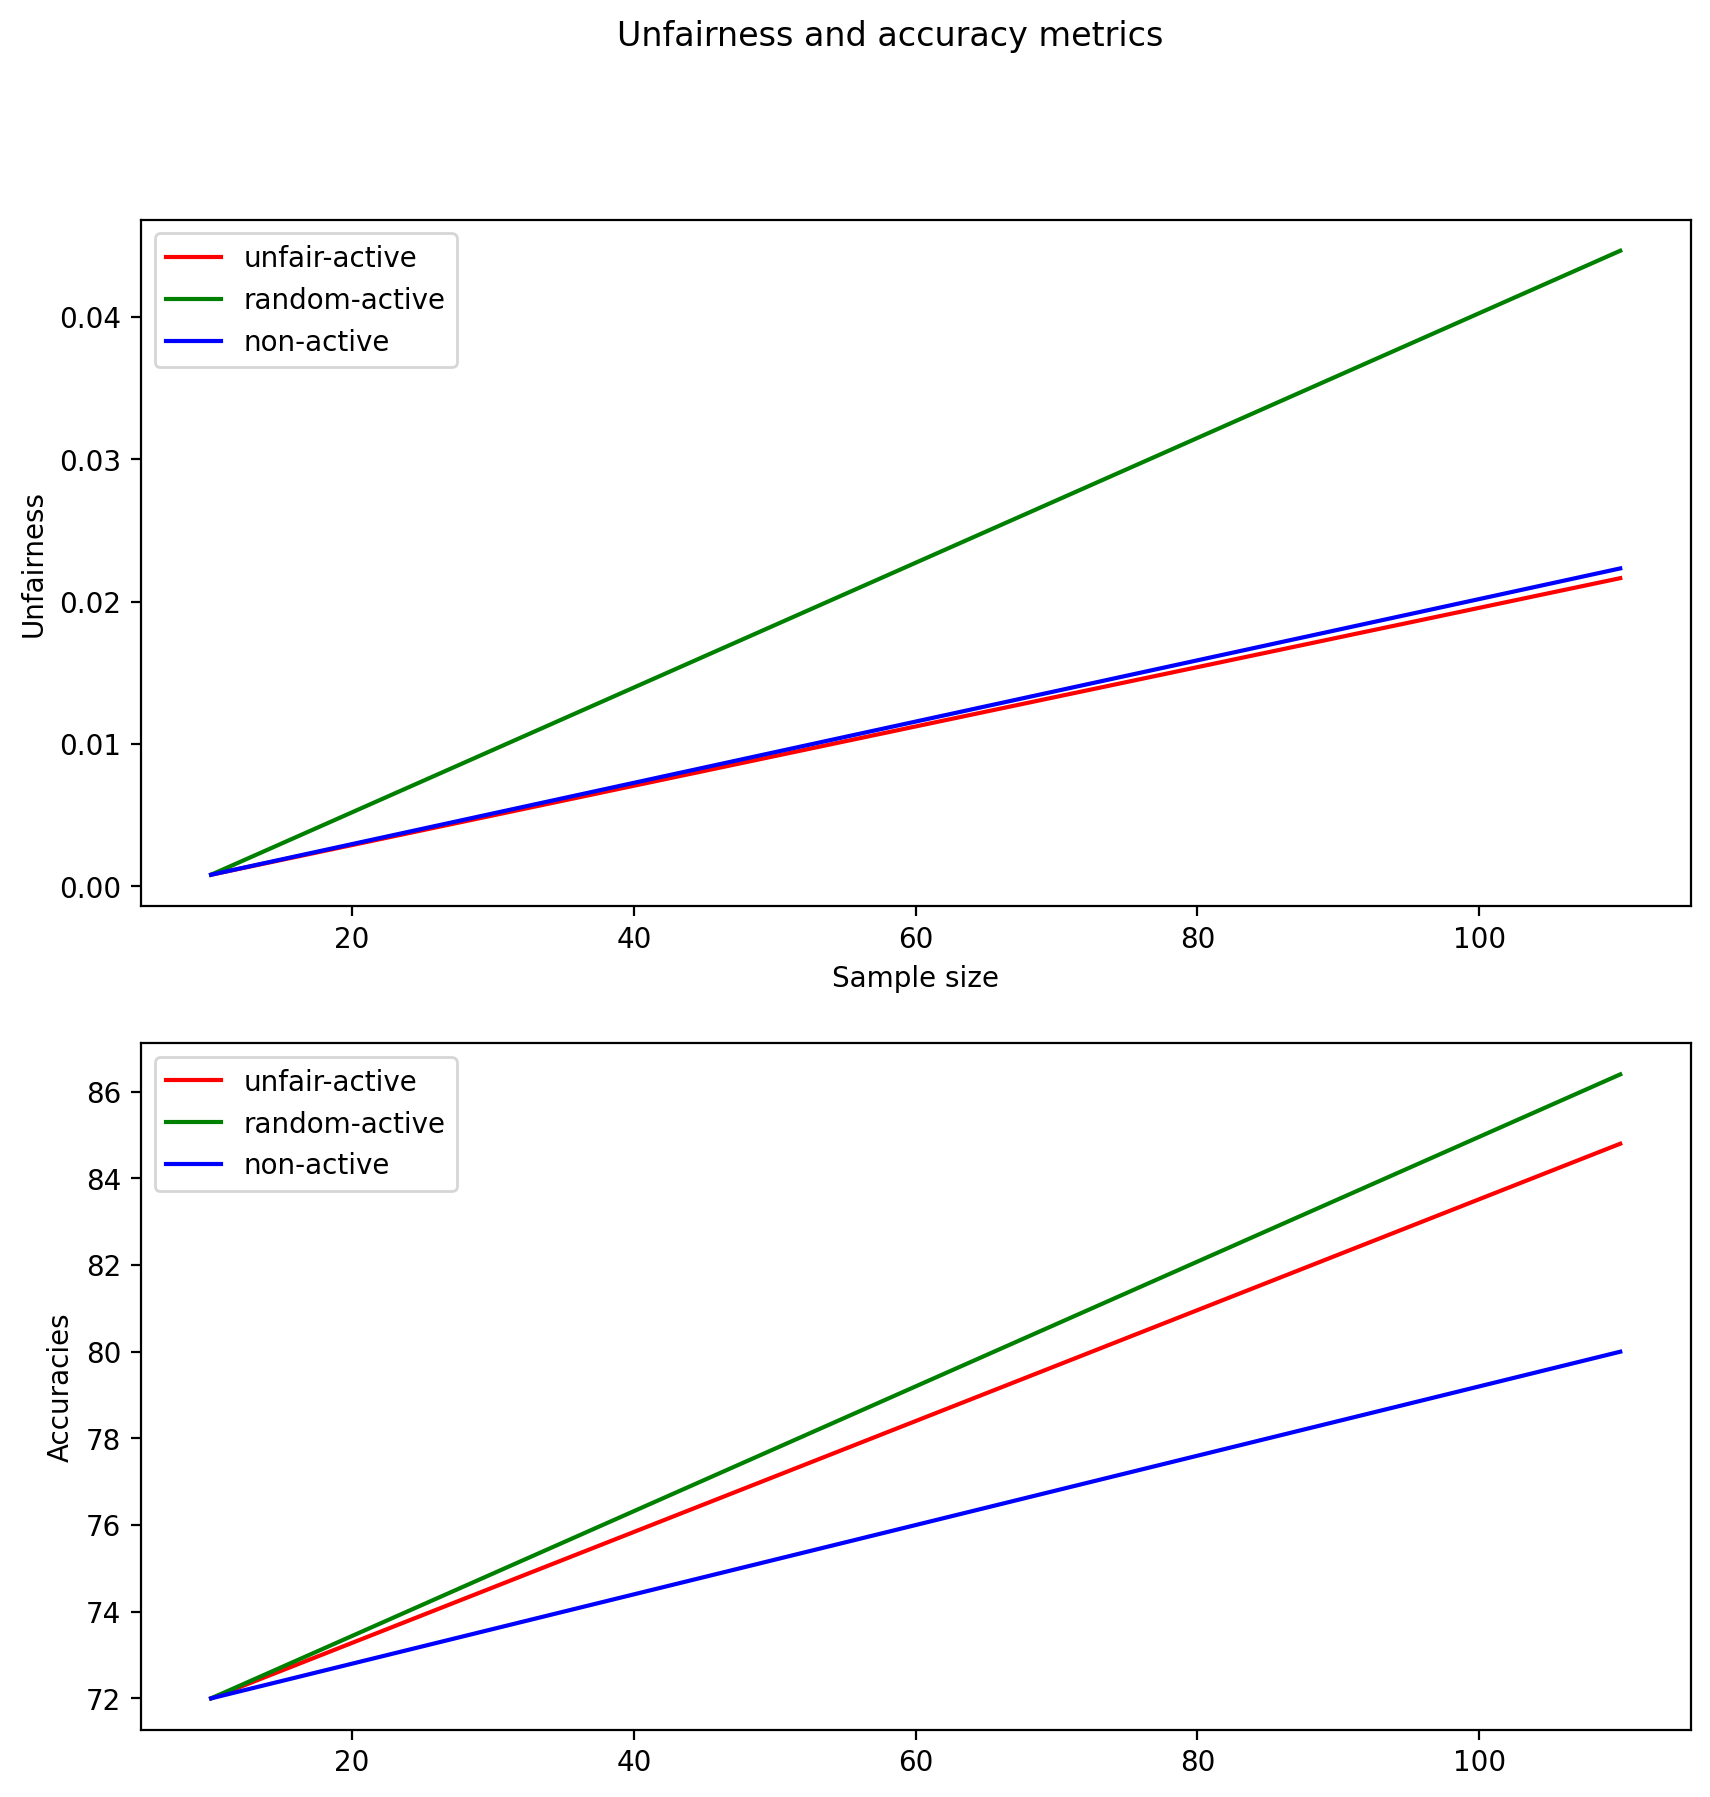 Unfairness and accuracy metrics
unfair-active
random-active
non-active
Unfairness
0.04
0.03
0.02
0.01
0.00
20 40 60 80 100
Sample size
unfair-active
random-active
non-active
Accuracies
86
84
82
80
78
76
74
72
20 40 60 80 100